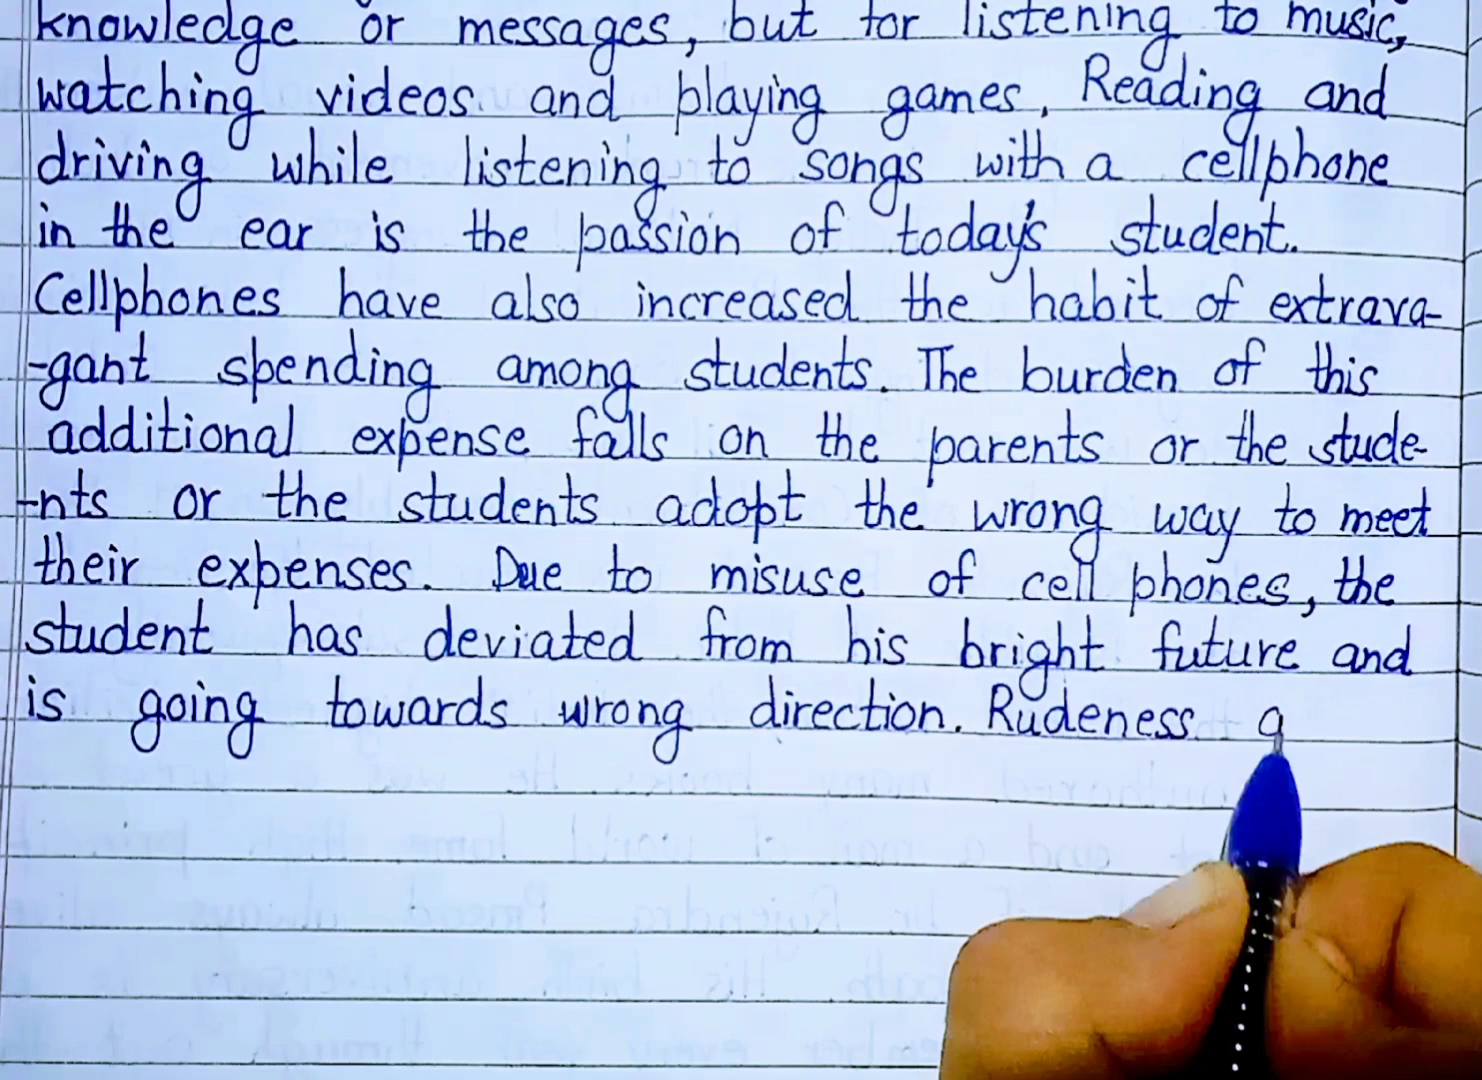 knowledge or messages, but for listening to music,
watching videos and playing games. Reading and
driving while listening to songs with a cellphone
in the ear is the passion of today's student.
Cellphones have also increased the habit of extrava-
-gant spending among students. The burden of this
additional expense falls on the parents or the stude-
-nts or the students adopt the wrong way to meet
their expenses. Due to misuse of cell phones, the
student has deviated from his bright future and
is going towards wrong direction. Rudeness a